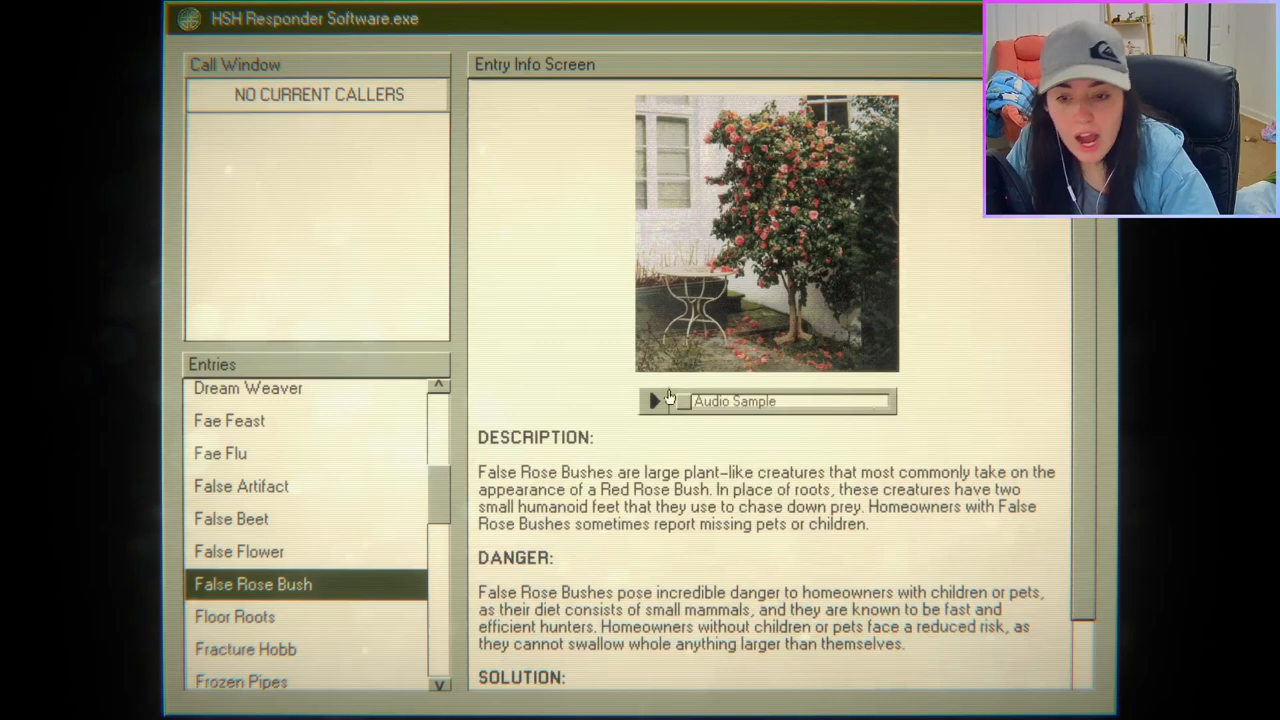 HSH Responder Software.exe
Call Window
NO CURRENT CALLERS
Entries
Dream Weaver
Fae Feast
Fae Flu
False Artifact
False Beet
False Flower
False Rose Bush
Floor Roots
Fracture Hobb
Frozen Pipes
Entry Info Screen
Audio Sample
DESCRIPTION:
False Rose Bushes are large plant-like creatures that most commonly take on the
appearance of a Red Rose Bush. In place of roots, these creatures have two
small humanoid feet that they use to chase down prey. Homeowners with False
Rose Bushes sometimes report missing pets or children.
DANGER:
False Rose Bushes pose incredible danger to homeowners with children or pets,
as their diet consists of small mammals, and they are known to be fast and
efficient hunters. Homeowners without children or pets face a reduced risk, as
they cannot swallow whole anything larger than themselves.
SOLUTION: